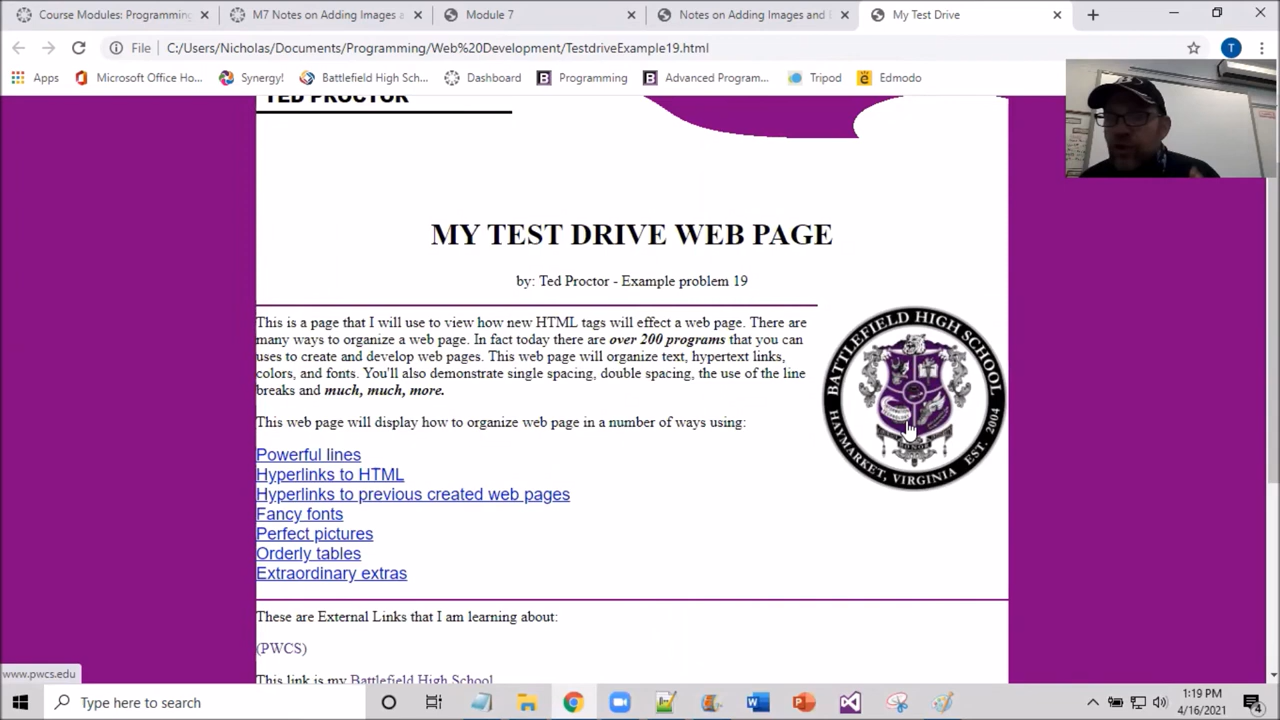 Course Modules: Programming
M7 Notes on Adding Images a
Module 7
Notes on Adding Images and
My Test Drive
File
C:/Users/Nicholas/Documents/Programming/Web%20Development/TestdriveExample19.html
T
Apps
Microsoft Office Ho...
Synergy!
Battlefield High Sch...
Dashboard
Programming
Advanced Program...
Tripod
Edmodo
TED PROCTOR
MY TEST DRIVE WEB PAGE
by: Ted Proctor - Example problem 19
This is a page that I will use to view how new HTML tags will effect a web page. There are
many ways to organize a web page. In fact today there are over 200 programs that you can
uses to create and develop web pages. This web page will organize text, hypertext links,
colors, and fonts. You'll also demonstrate single spacing, double spacing, the use of the line
breaks and much, much, more.
BATTLEFIELD HIGH SCHOOL
HAYMARKET, VIRGINIA EST. 2004
This web page will display how to organize web page in a number of ways using:
Powerful lines
Hyperlinks to HTML
Hyperlinks to previous created web pages
Fancy fonts
Perfect pictures
Orderly tables
Extraordinary extras
These are External Links that I am learning about:
(PWCS)
This link is my Battlefield High School
www.pwcs.edu
Type here to search
1:19 PM
4/16/2021
4